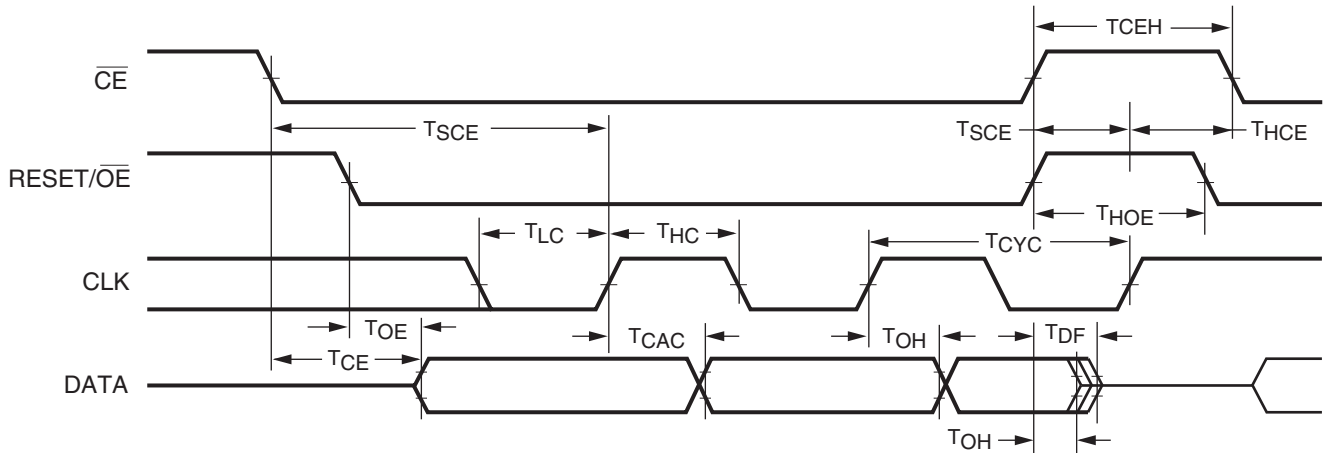 TCEH
CE
TSCE
TSCE
THCE
RESET/OE
TLC
THC
THOE
TCYC
CLK
TOE
TCAC
TOH
TDF
TCE
DATA
TOH